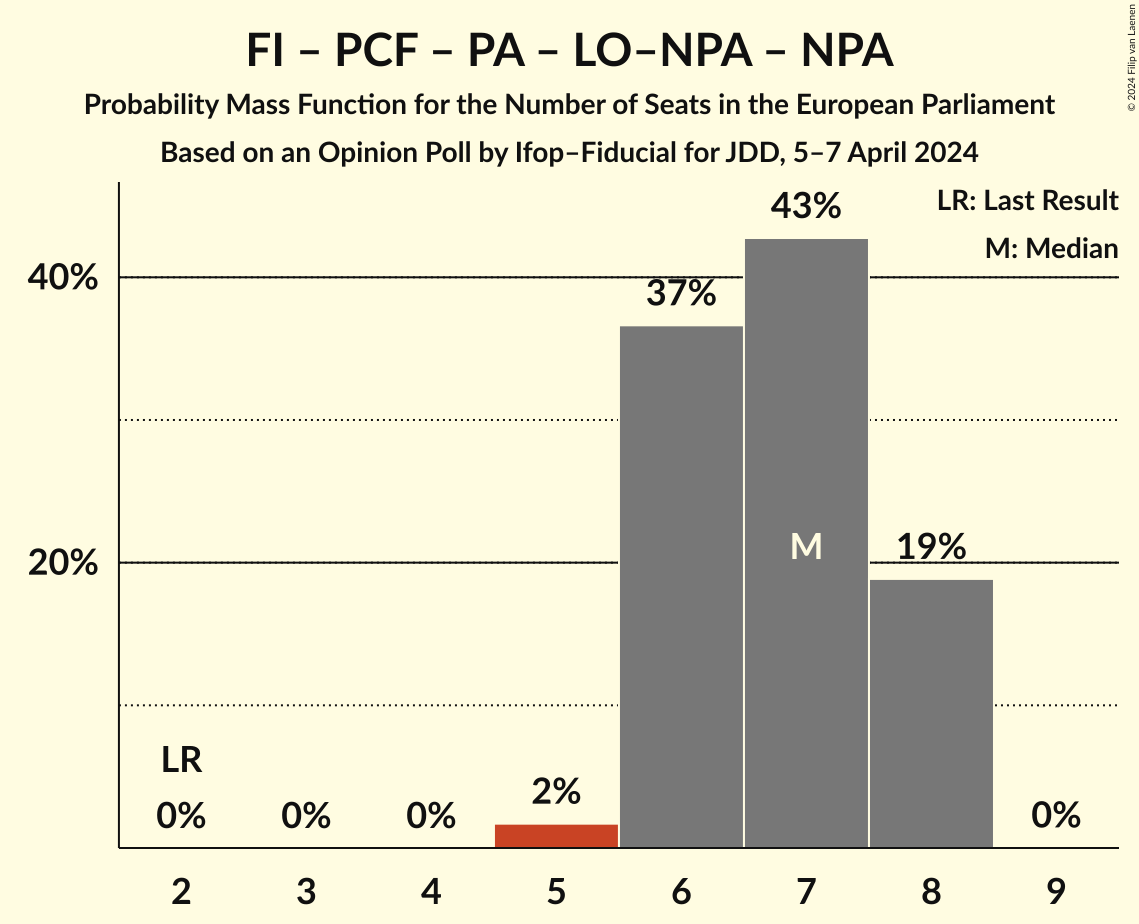 FI – PCF – PA – LO–NPA – NPA
Probability Mass Function for the Number of Seats in the European Parliament
Based on an Opinion Poll by Ifop–Fiducial for JDD, 5–7 April 2024
© 2024 Filip van Laenen
LR: Last Result
M: Median
43%
40%
37%
M
19%
20%
LR
2%
0%
0%
0%
0%
2
3
4
5
6
7
8
9